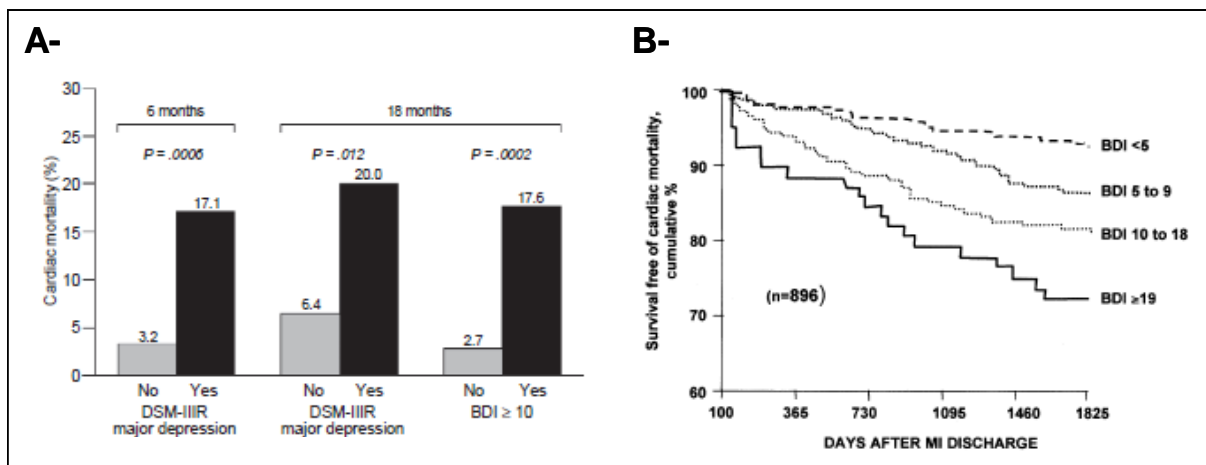 A-
30
25
20
15
10
5
0
Cardiac mortality (%)
6 months
18 months
P = .0006
P = .012
P = .0002
3.2
17.1
6.4
20.0
2.7
17.6
No Yes
DSM-IIIR
major depression
No Yes
DSM-IIIR
major depression
No Yes
BDI ≥ 10
B-
100
90
80
70
60
Survival free of cardiac mortality,
cumulative %
BDI <5
BDI 5 to 9
BDI 10 to 18
BDI ≥19
(n=896)
100 365 730 1095 1460 1825
DAYS AFTER MI DISCHARGE